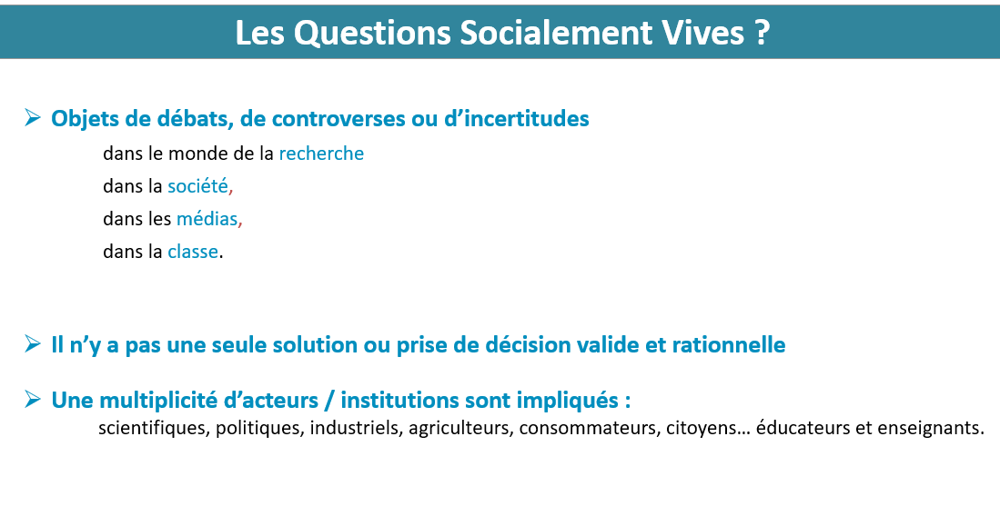 Les Questions Socialement Vives ?
Objets de débats, de controverses ou d’incertitudes
dans le monde de la recherche
dans la société,
dans les médias,
dans la classe.
Il n’y a pas une seule solution ou prise de décision valide et rationnelle
Une multiplicité d’acteurs / institutions sont impliqués :
scientifiques, politiques, industriels, agriculteurs, consommateurs, citoyens… éducateurs et enseignants.